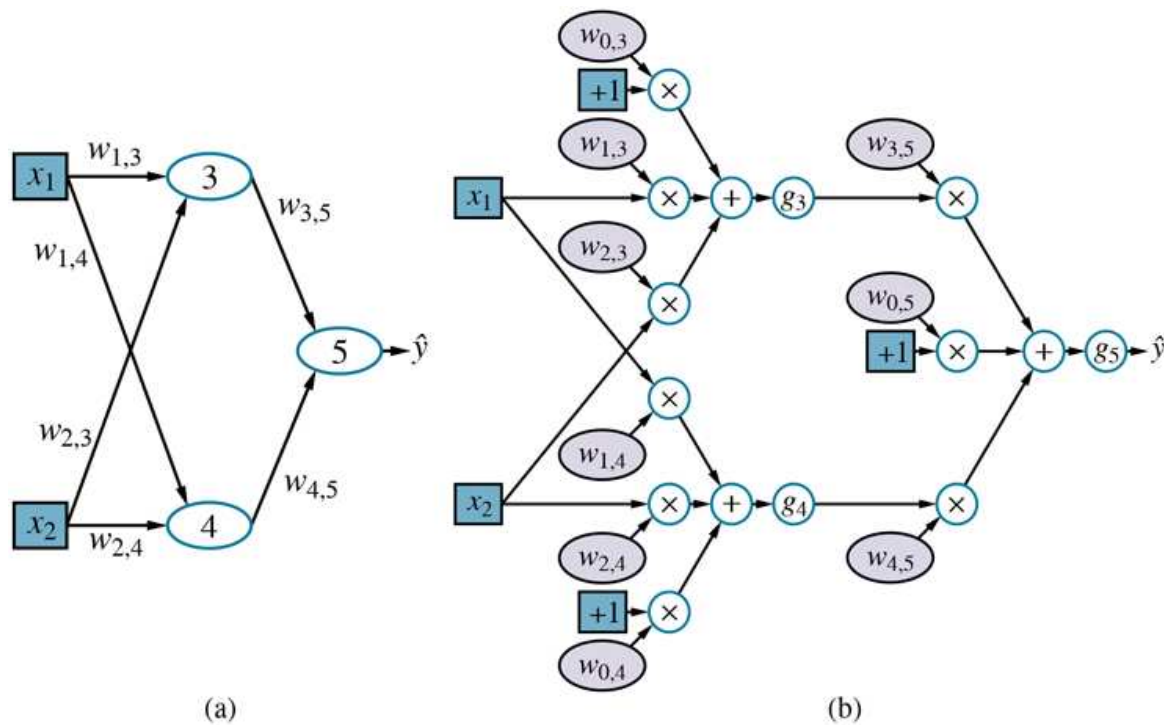 x₁
w₁,₃
3
w₃,₅
w₁,₄
5
ŷ
w₂,₃
w₄,₅
x₂
w₂,₄
4
(a)
w₀,₃
+1
×
w₁,₃
x₁
×
+
g₃
w₃,₅
×
w₂,₃
×
w₀,₅
+1
×
+
g₅
ŷ
×
w₁,₄
x₂
×
+
g₄
×
w₂,₄
w₄,₅
+1
×
w₀,₄
(b)